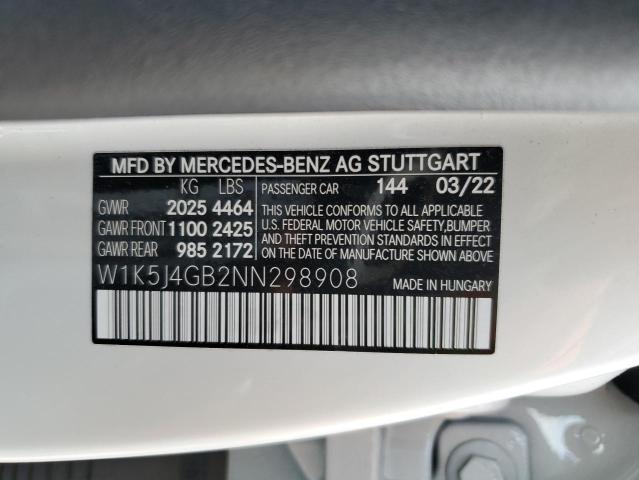 MFD BY MERCEDES-BENZ AG STUTTGART
KG LBS PASSENGER CAR 144 03/22
GVWR 2025 4464 THIS VEHICLE CONFORMS TO ALL APPLICABLE
GAWR FRONT 1100 2425 U.S. FEDERAL MOTOR VEHICLE SAFETY, BUMPER
GAWR REAR 985 2172 AND THEFT PREVENTION STANDARDS IN EFFECT ON THE DATE OF MANUFACTURE SHOWN ABOVE
W1K5J4GB2NN298908 MADE IN HUNGARY